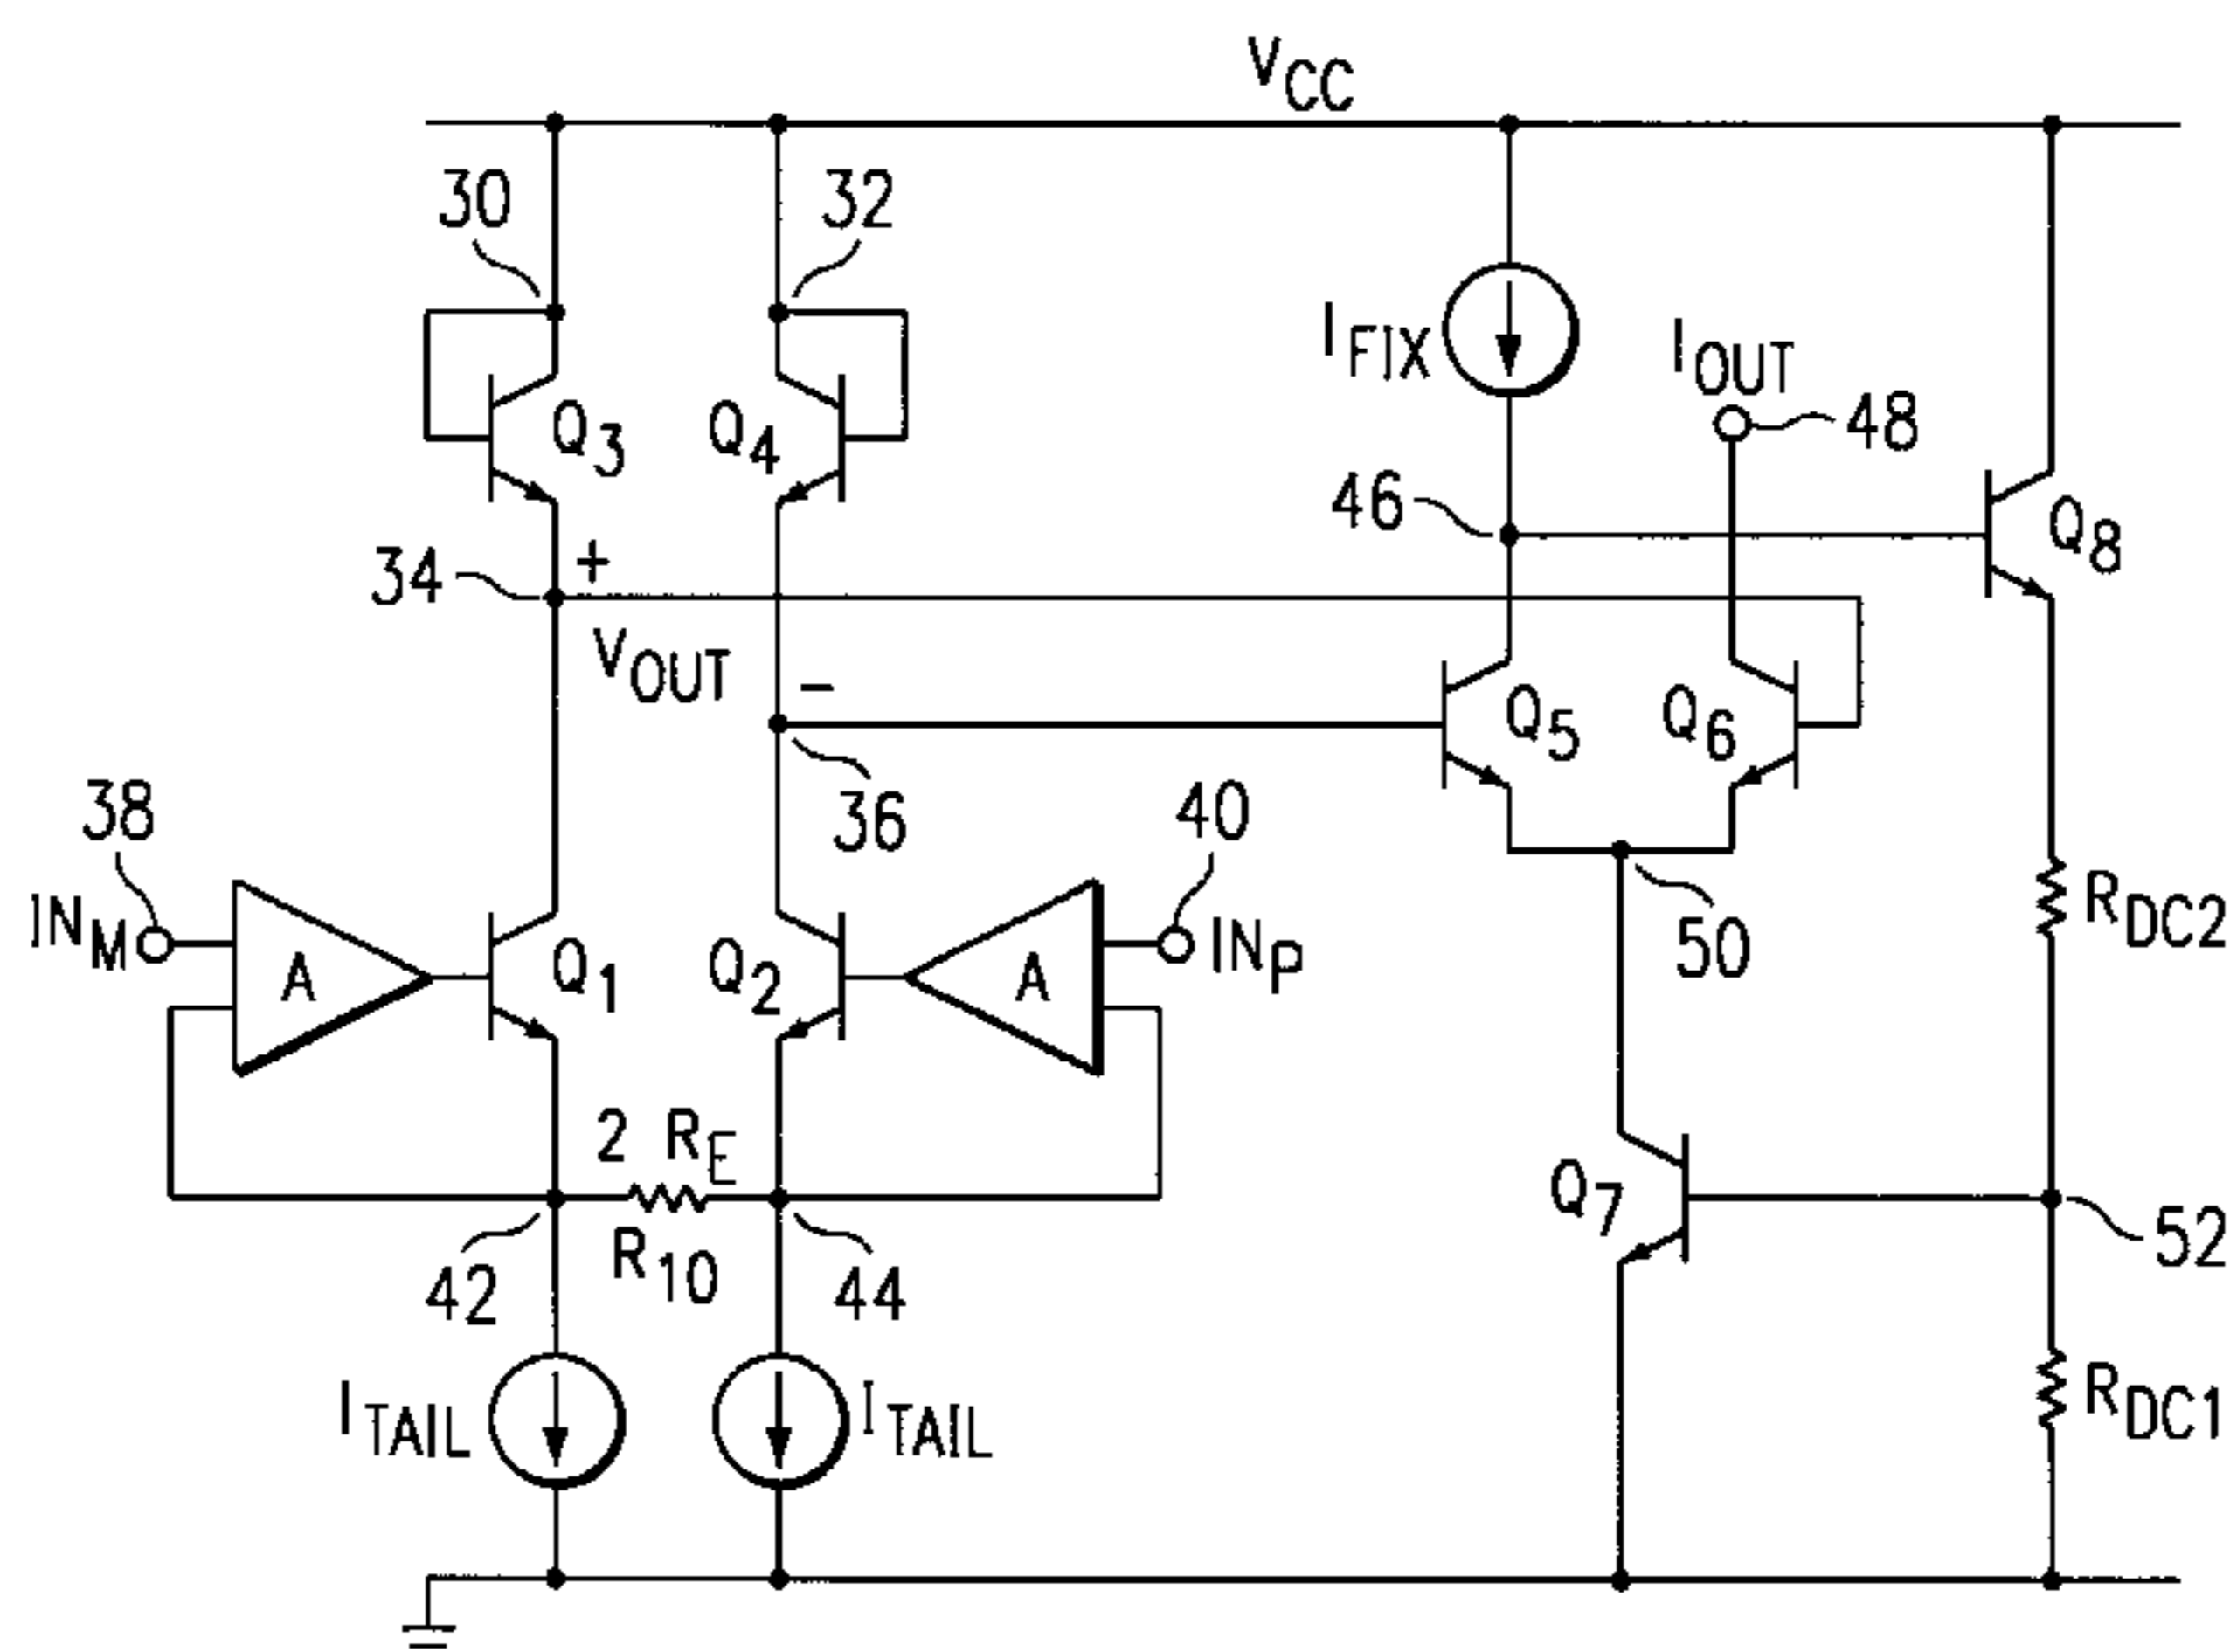 VCC
30
32
IFIX
IOUT
48
Q3
Q4
46
Q8
34
+
VOUT
-
Q5
Q6
38
36
40
50
INM
A
Q1
Q2
A
INP
RDC2
2 RE
Q7
52
R10
42
44
ITAIL
ITAIL
RDC1